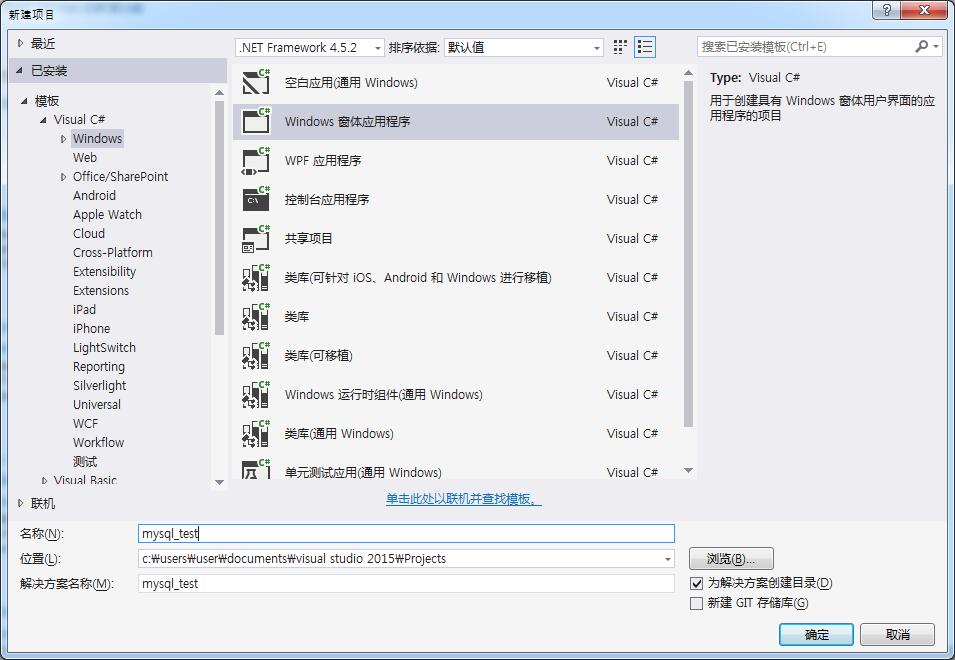 新建项目
最近
已安装
模板
Visual C#
Windows
Web
Office/SharePoint
Android
Apple Watch
Cloud
Cross-Platform
Extensibility
Extensions
iPad
iPhone
LightSwitch
Reporting
Silverlight
Universal
WCF
Workflow
测试
Visual Basic
联机
.NET Framework 4.5.2 排序依据: 默认值
空白应用(通用 Windows) Visual C#
Windows 窗体应用程序 Visual C#
WPF 应用程序 Visual C#
控制台应用程序 Visual C#
共享项目 Visual C#
类库(可针对 iOS、Android 和 Windows 进行移植) Visual C#
类库 Visual C#
类库(可移植) Visual C#
Windows 运行时组件(通用 Windows) Visual C#
类库(通用 Windows) Visual C#
单元测试应用(通用 Windows) Visual C#
单击此处以联机并查找模板。
搜索已安装模板(Ctrl+E)
Type: Visual C#
用于创建具有 Windows 窗体用户界面的应
用程序的项目
名称(N): mysql_test
位置(L): c:₩users₩user₩documents₩visual studio 2015₩Projects 浏览(B)...
解决方案名称(M): mysql_test 为解决方案创建目录(D)
新建 GIT 存储库(G)
确定 取消